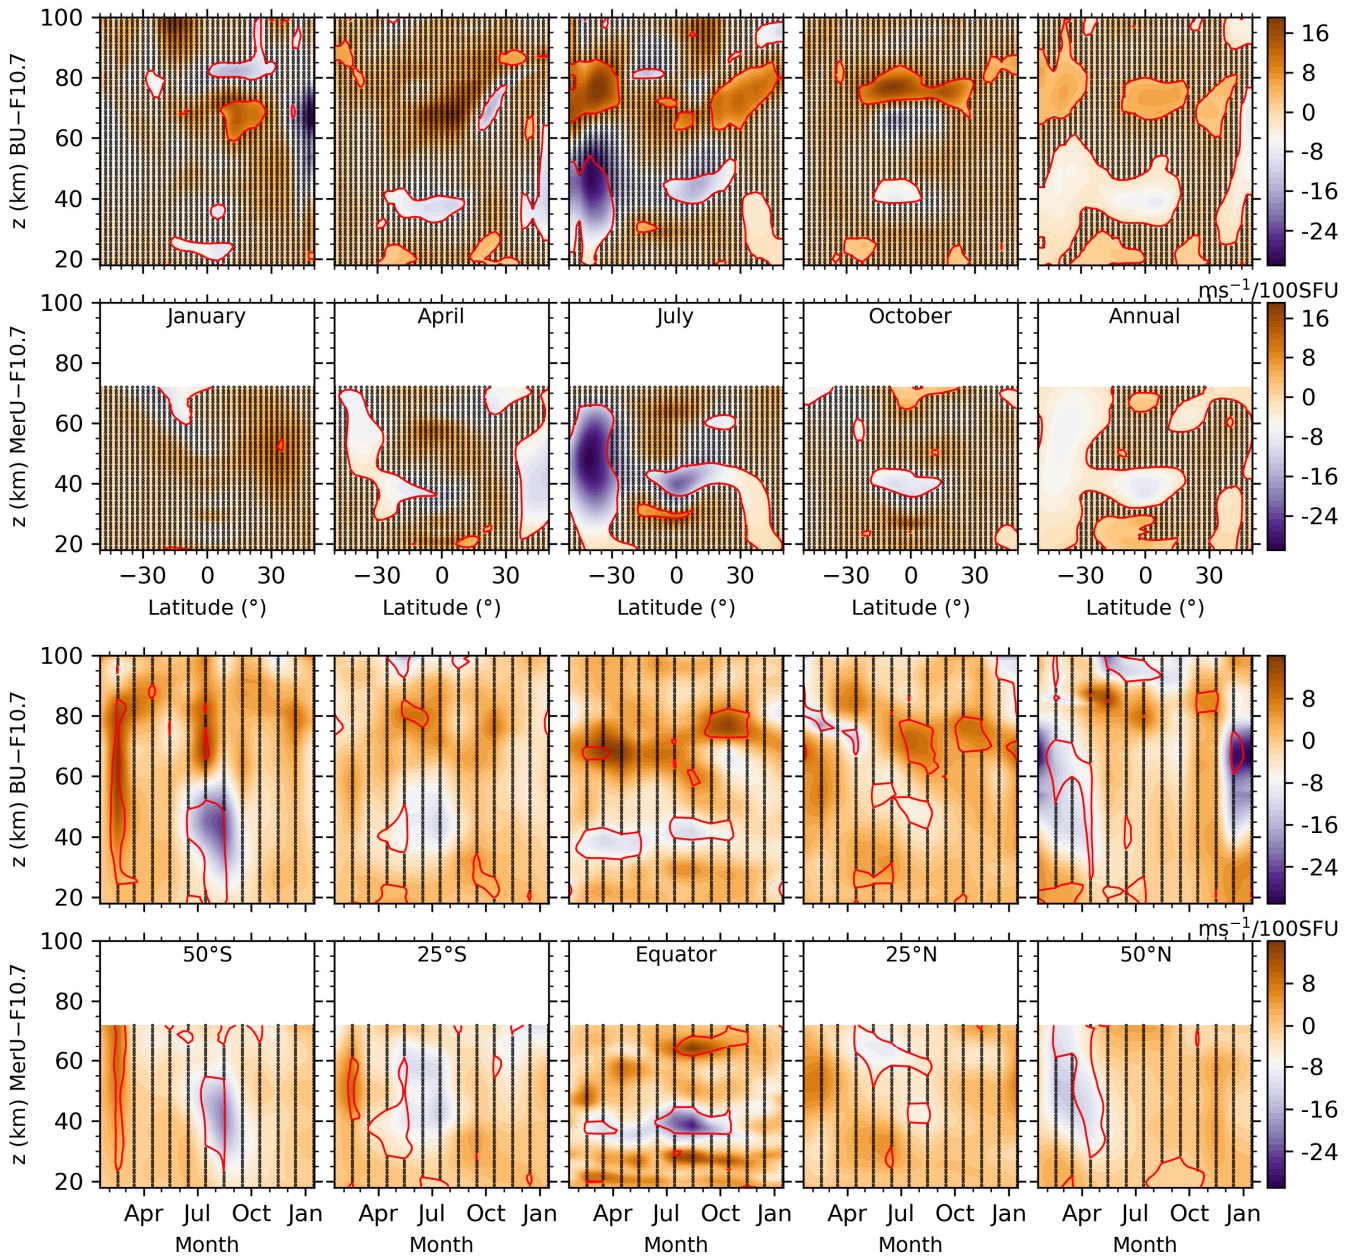 100
80
60
40
20
z (km) BU−F10.7
16
8
0
-8
-16
-24
ms⁻¹/100SFU
100
80
60
40
20
z (km) MerU−F10.7
January
April
July
October
Annual
16
8
0
-8
-16
-24
−30 0 30 −30 0 30 −30 0 30 −30 0 30 −30 0 30
Latitude (°) Latitude (°) Latitude (°) Latitude (°) Latitude (°)
100
80
60
40
20
z (km) BU−F10.7
8
0
-8
-16
-24
ms⁻¹/100SFU
100
80
60
40
20
z (km) MerU−F10.7
50°S
25°S
Equator
25°N
50°N
8
0
-8
-16
-24
Apr Jul Oct Jan Apr Jul Oct Jan Apr Jul Oct Jan Apr Jul Oct Jan Apr Jul Oct Jan
Month Month Month Month Month